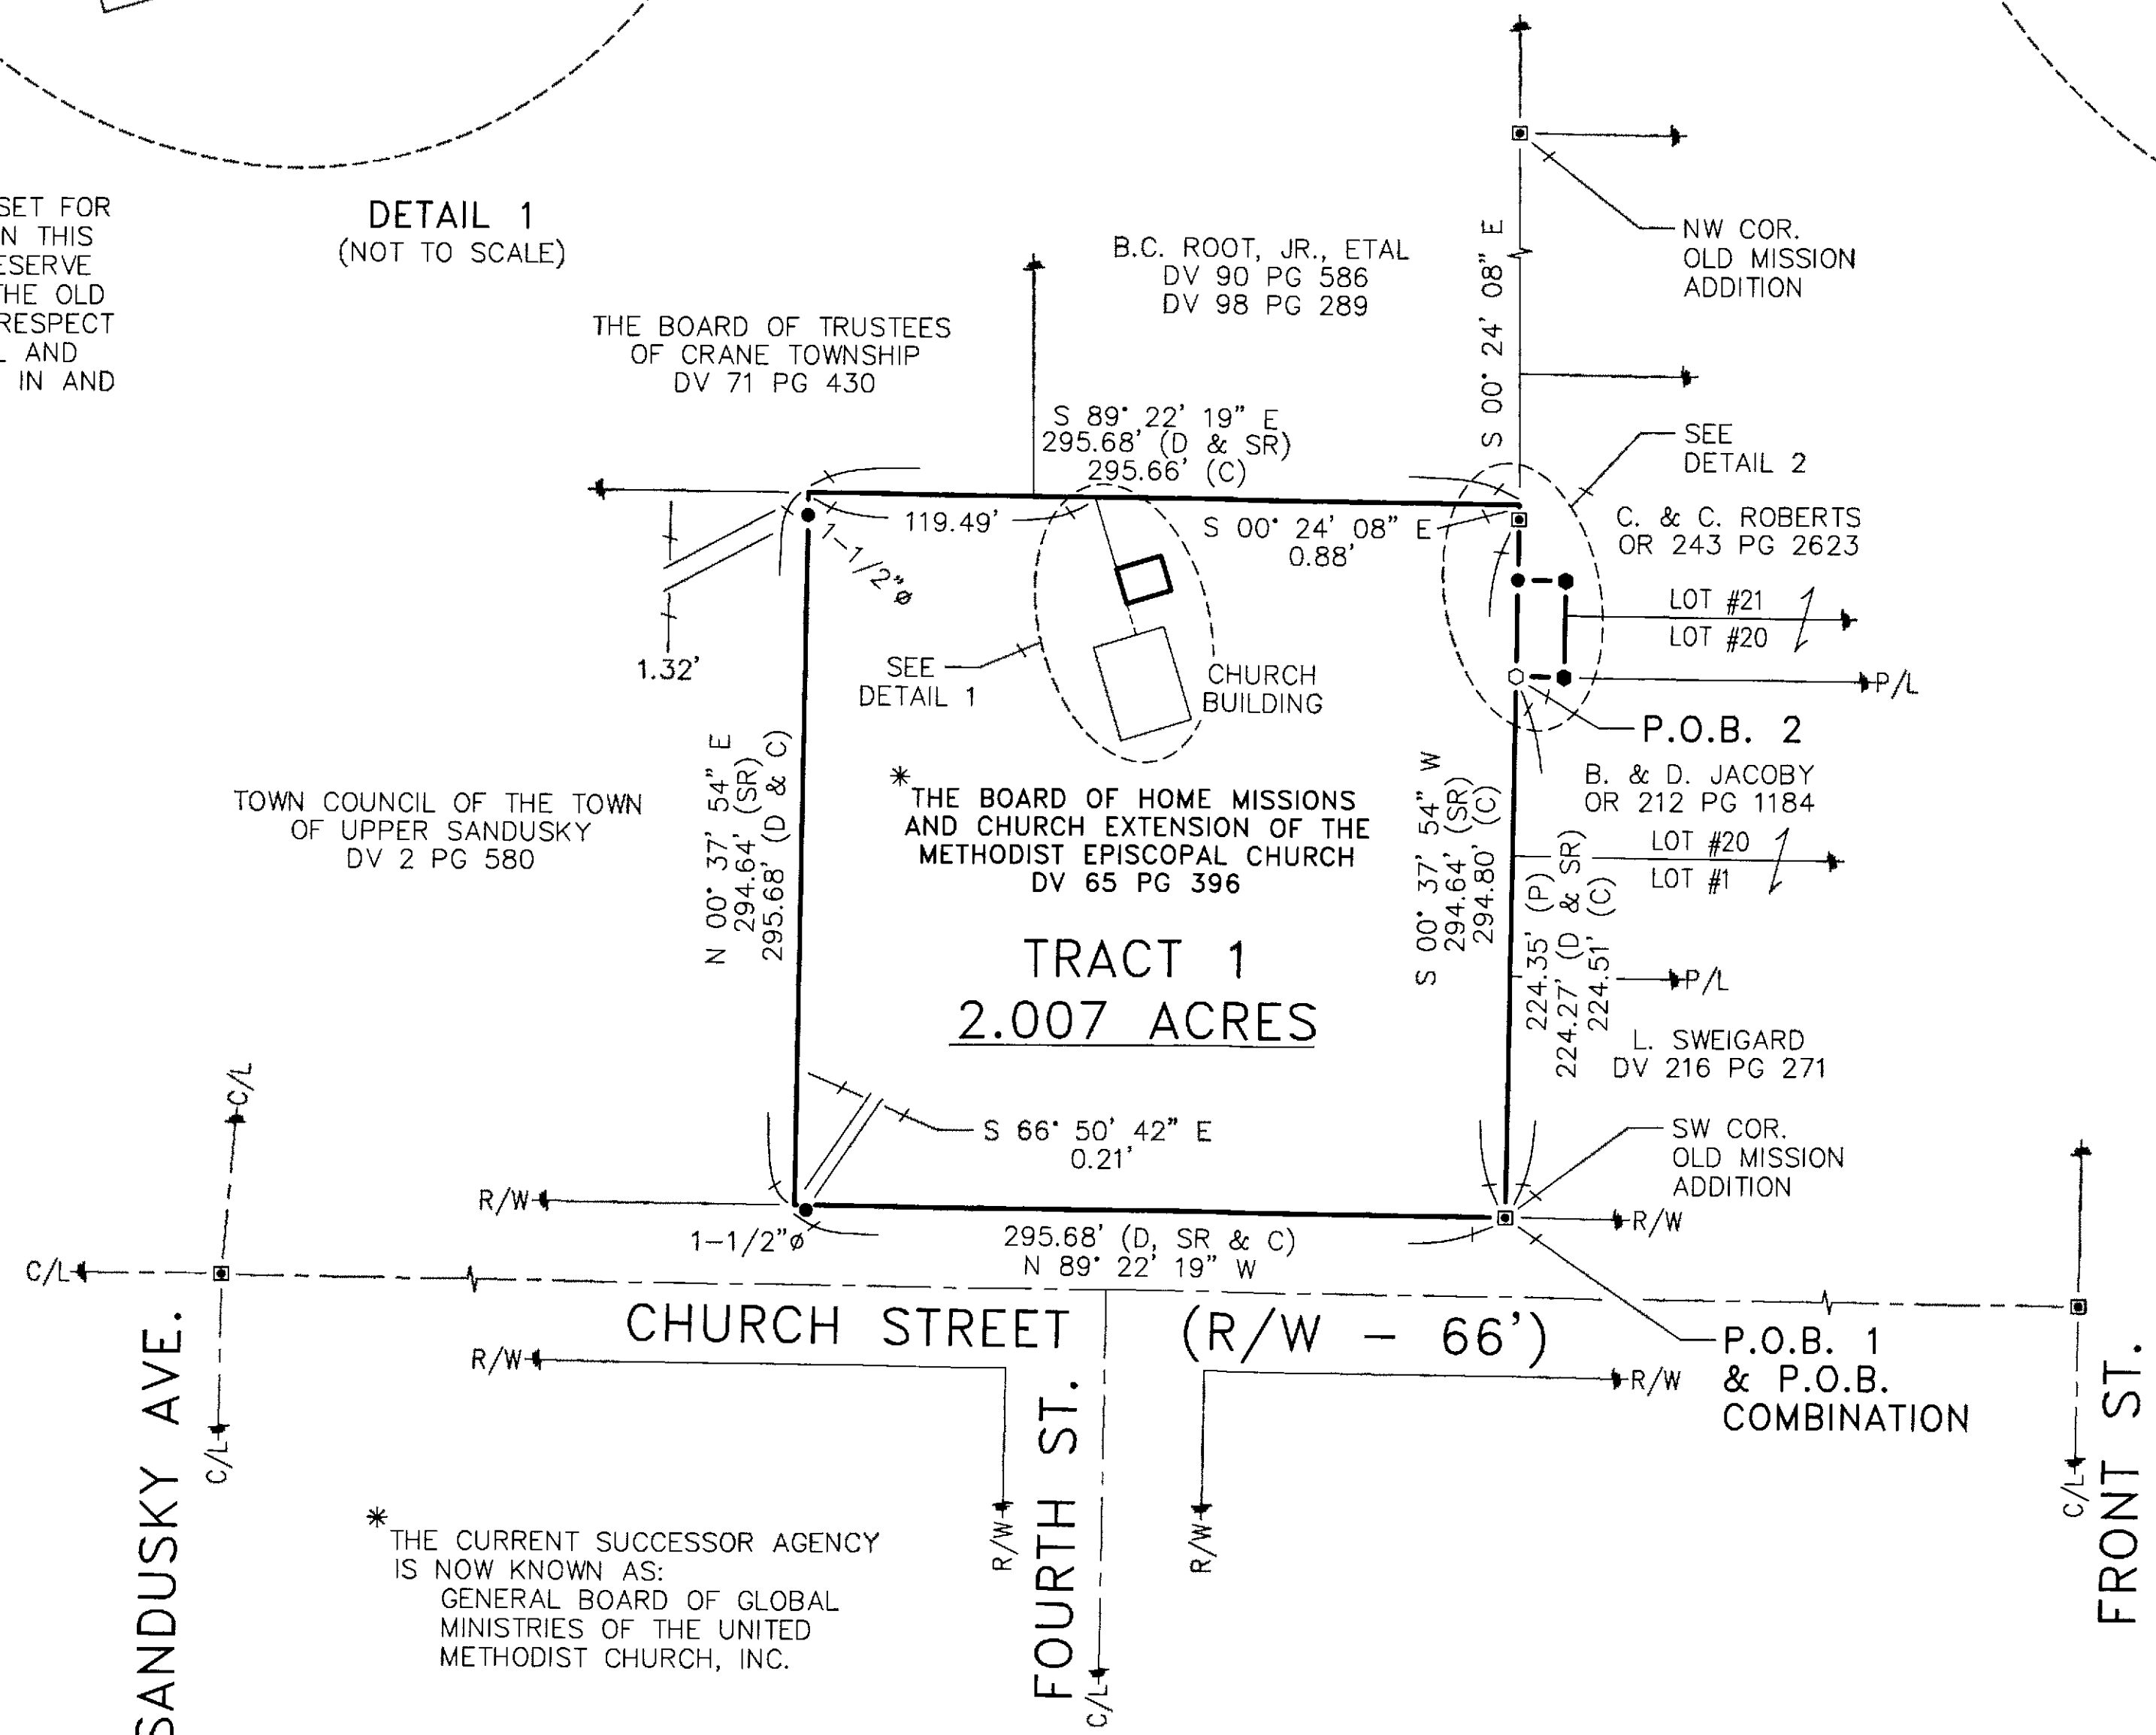 SET FOR
N THIS
ESERVE
THE OLD
RESPECT
L AND
IN AND
DETAIL 1
(NOT TO SCALE)
THE BOARD OF TRUSTEES
OF CRANE TOWNSHIP
DV 71 PG 430
B.C. ROOT, JR., ETAL
DV 90 PG 586
DV 98 PG 289
S 00° 24' 08" E
NW COR.
OLD MISSION
ADDITION
S 89° 22' 19" E
295.68' (D & SR)
295.66' (C)
SEE
DETAIL 2
119.49'
1-1/2"ø
S 00° 24' 08" E
0.88'
C. & C. ROBERTS
OR 243 PG 2623
LOT #21
LOT #20
1.32'
SEE
DETAIL 1
CHURCH
BUILDING
P/L
P.O.B. 2
TOWN COUNCIL OF THE TOWN
OF UPPER SANDUSKY
DV 2 PG 580
N 00° 37' 54" E
294.64' (SR)
295.68' (D & C)
*THE BOARD OF HOME MISSIONS
AND CHURCH EXTENSION OF THE
METHODIST EPISCOPAL CHURCH
DV 65 PG 396
S 00° 37' 54" W
294.64' (SR)
294.80' (C)
B. & D. JACOBY
OR 212 PG 1184
LOT #20
LOT #1
224.35' (P)
224.27' (D & SR)
224.51' (C)
TRACT 1
2.007 ACRES
P/L
L. SWEIGARD
DV 216 PG 271
C/L
S 66° 50' 42" E
0.21'
SW COR.
OLD MISSION
ADDITION
R/W
1-1/2"ø
295.68' (D, SR & C)
N 89° 22' 19" W
R/W
C/L
CHURCH STREET (R/W - 66')
P.O.B. 1
& P.O.B.
COMBINATION
R/W
R/W
SANDUSKY AVE.
C/L
FOURTH ST.
R/W
R/W
C/L
FRONT ST.
C/L
*THE CURRENT SUCCESSOR AGENCY
IS NOW KNOWN AS:
GENERAL BOARD OF GLOBAL
MINISTRIES OF THE UNITED
METHODIST CHURCH, INC.